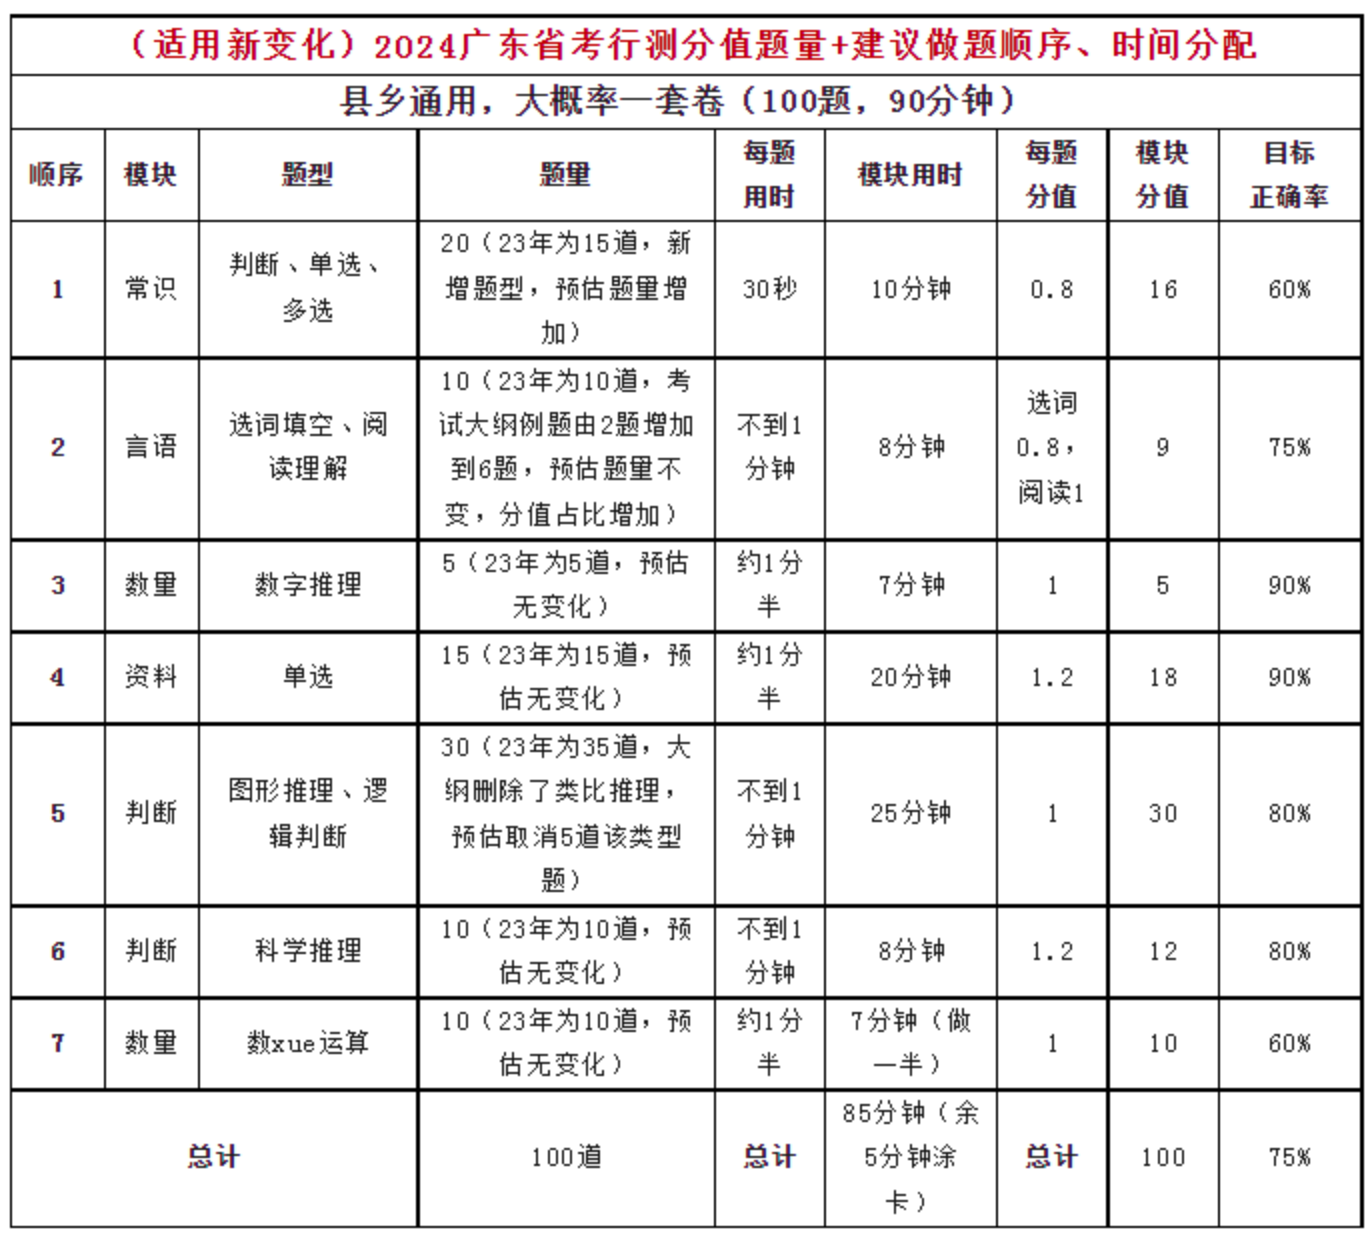 （适用新变化）2024广东省考行测分值题量+建议做题顺序、时间分配
县乡通用，大概率一套卷（100题，90分钟）
顺序
模块
题型
题量
每题
用时
模块用时
每题
分值
模块
分值
目标
正确率
1
常识
判断、单选、
多选
20（23年为15道，新
增题型，预估题量增
加）
30秒
10分钟
0.8
16
60%
2
言语
选词填空、阅
读理解
10（23年为10道，考
试大纲例题由2题增加
到6题，预估题量不
变，分值占比增加）
不到1
分钟
8分钟
选词
0.8，
阅读1
9
75%
3
数量
数字推理
5（23年为5道，预估
无变化）
约1分
半
7分钟
1
5
90%
4
资料
单选
15（23年为15道，预
估无变化）
约1分
半
20分钟
1.2
18
90%
5
判断
图形推理、逻
辑判断
30（23年为35道，大
纲删除了类比推理，
预估取消5道该类型
题）
不到1
分钟
25分钟
1
30
80%
6
判断
科学推理
10（23年为10道，预
估无变化）
不到1
分钟
8分钟
1.2
12
80%
7
数量
数xue运算
10（23年为10道，预
估无变化）
约1分
半
7分钟（做
一半）
1
10
60%
总计
100道
总计
85分钟（余
5分钟涂
卡）
总计
100
75%